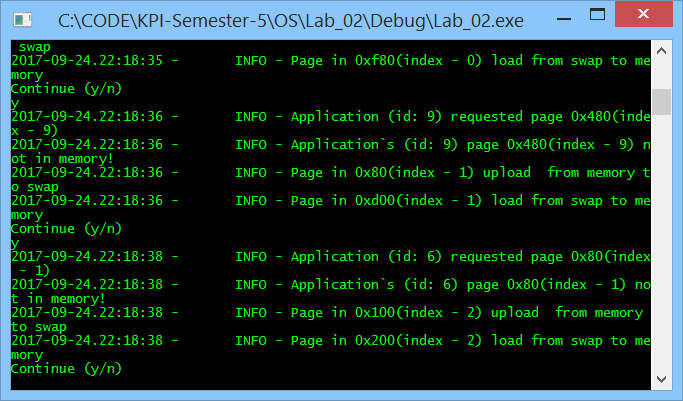 C:\CODE\KPI-Semester-5\OS\Lab_02\Debug\Lab_02.exe
 swap
2017-09-24.22:18:35 -       INFO - Page in 0xf80(index - 0) load from swap to me
mory
Continue (y/n)
y
2017-09-24.22:18:36 -       INFO - Application (id: 9) requested page 0x480(inde
x - 9)
2017-09-24.22:18:36 -       INFO - Application`s (id: 9) page 0x480(index - 9) n
ot in memory!
2017-09-24.22:18:36 -       INFO - Page in 0x80(index - 1) upload  from memory t
o swap
2017-09-24.22:18:36 -       INFO - Page in 0xd00(index - 1) load from swap to me
mory
Continue (y/n)
y
2017-09-24.22:18:38 -       INFO - Application (id: 6) requested page 0x80(index
 - 1)
2017-09-24.22:18:38 -       INFO - Application`s (id: 6) page 0x80(index - 1) no
t in memory!
2017-09-24.22:18:38 -       INFO - Page in 0x100(index - 2) upload  from memory 
to swap
2017-09-24.22:18:38 -       INFO - Page in 0x200(index - 2) load from swap to me
mory
Continue (y/n)